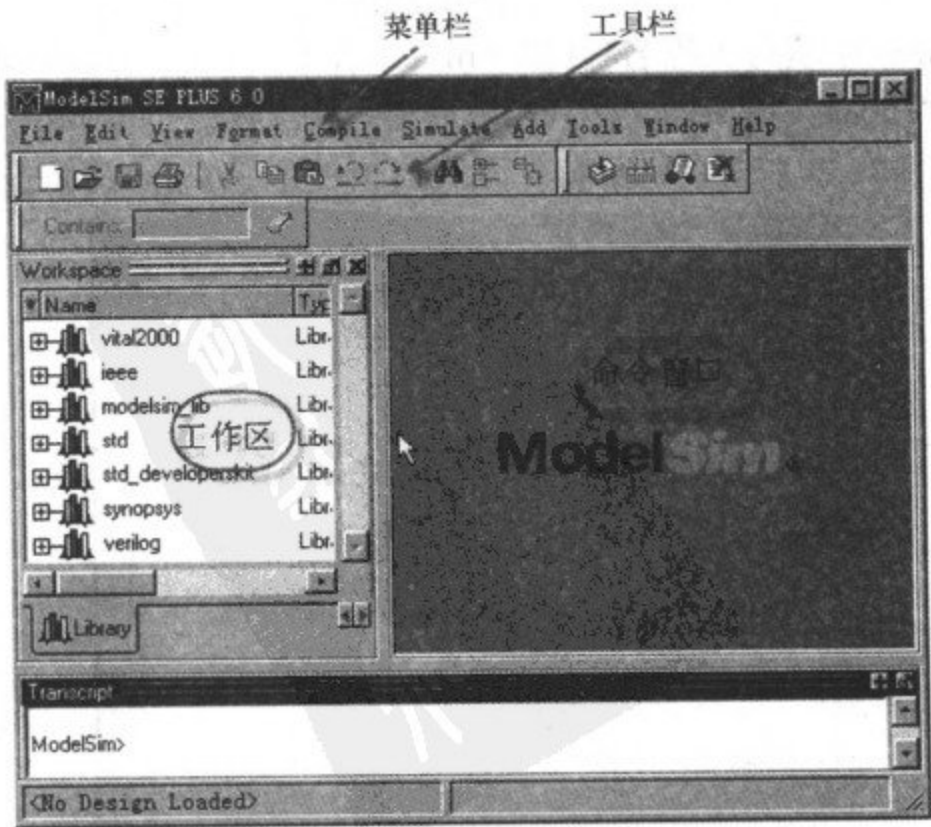 菜单栏 工具栏
ModelSim SE PLUS 6.0
File Edit View Format Compile Simulate Add Tools Window Help
Contains:
Workspace
Name Typ
vital2000 Libr
ieee Libr
modelsim_lib Libr
std Libr
std_developerskit Libr
synopsys Libr
verilog Libr
工作区
Library
命令窗口
ModelSim
Transcript
ModelSim>
<No Design Loaded>